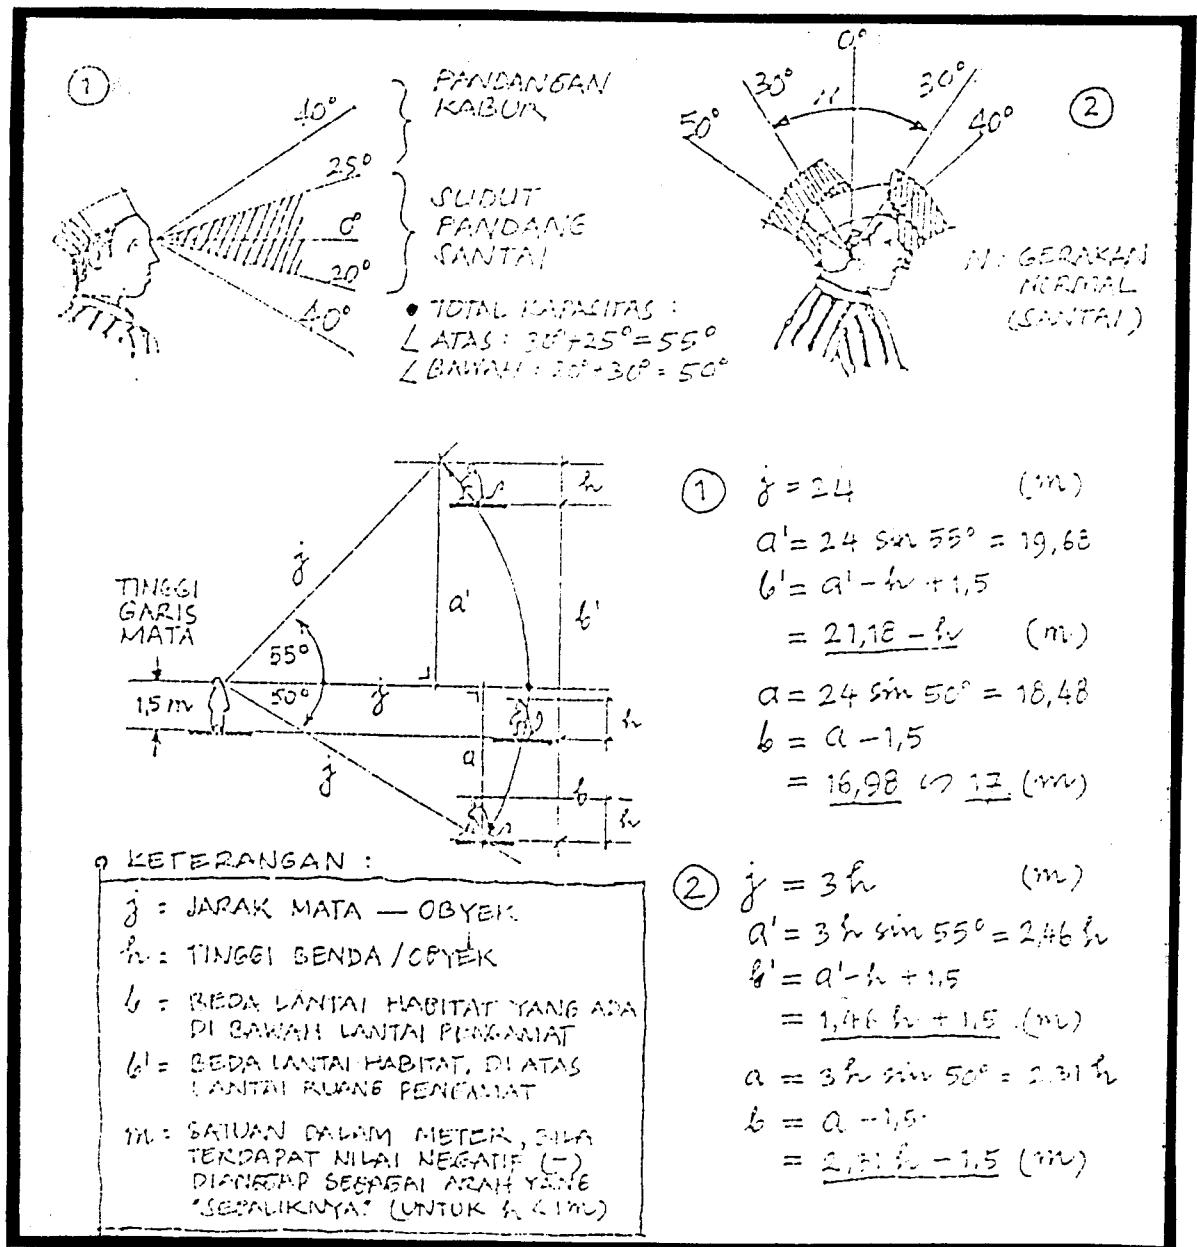 1
40°
25°
0°
20°
40°
PANDANGAN
KABUR
SUDUT
PANDANG
SANTAI
• TOTAL KAPASITAS :
∠ ATAS : 30°+25° = 55°
∠ BAWAH : 20°+30° = 50°
2
0°
30°
30°
50°
40°
N
N : GERAKAN
NORMAL
(SANTAI)
TINGGI
GARIS
MATA
1,5 m
j
55°
50°
j
j
a'
a
h
b'
h
b
h
1 j = 24 (m)
a' = 24 sin 55° = 19,68
b' = a' - h + 1,5
= 21,18 - h (m)
a = 24 sin 50° = 18,48
b = a - 1,5
= 16,98 ∽ 17 (m)
2 j = 3h (m)
a' = 3h sin 55° = 2,46 h
b' = a' - h + 1,5
= 1,46 h + 1,5 (m)
a = 3h sin 50° = 2,31 h
b = a - 1,5
= 2,31 h - 1,5 (m)
KETERANGAN :
j : JARAK MATA — OBYEK
h : TINGGI BENDA / OBYEK
b = BEDA LANTAI HABITAT YANG ADA
DI BAWAH LANTAI PENGAMAT
b' = BEDA LANTAI HABITAT, DI ATAS
LANTAI RUANG PENGAMAT
m : SATUAN DALAM METER, BILA
TERDAPAT NILAI NEGATIF (-)
DIANGGAP SEBAGAI ARAH YANG
"SEBALIKNYA" (UNTUK h < 1m)